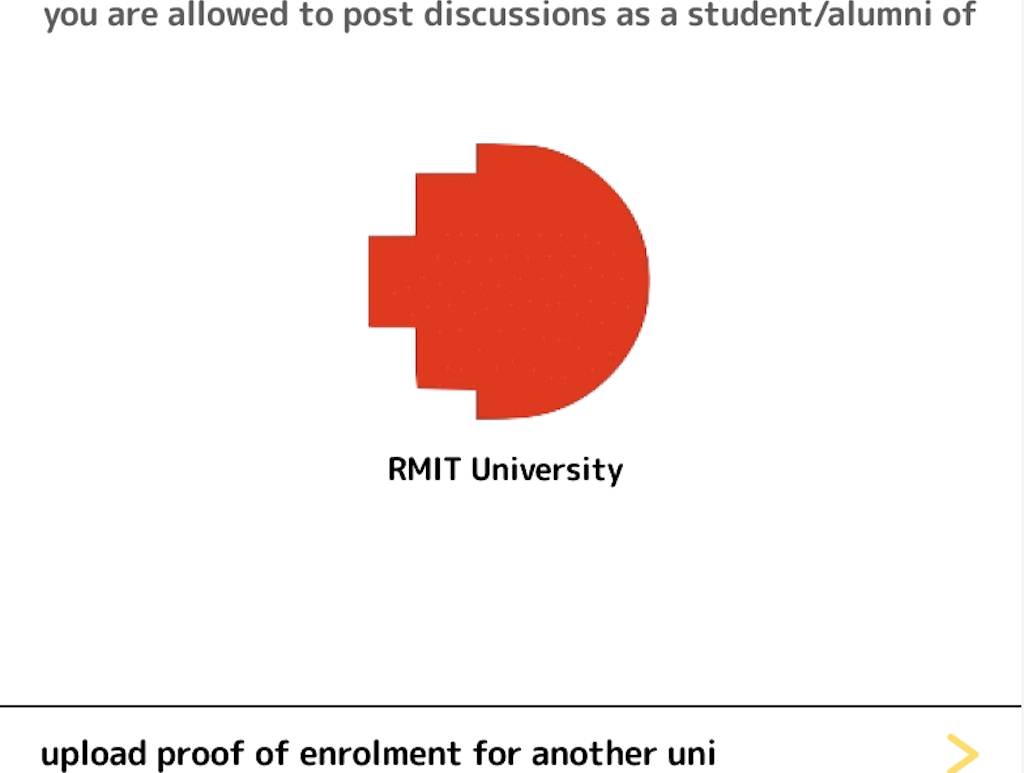 you are allowed to post discussions as a student/alumni of
RMIT University
upload proof of enrolment for another uni